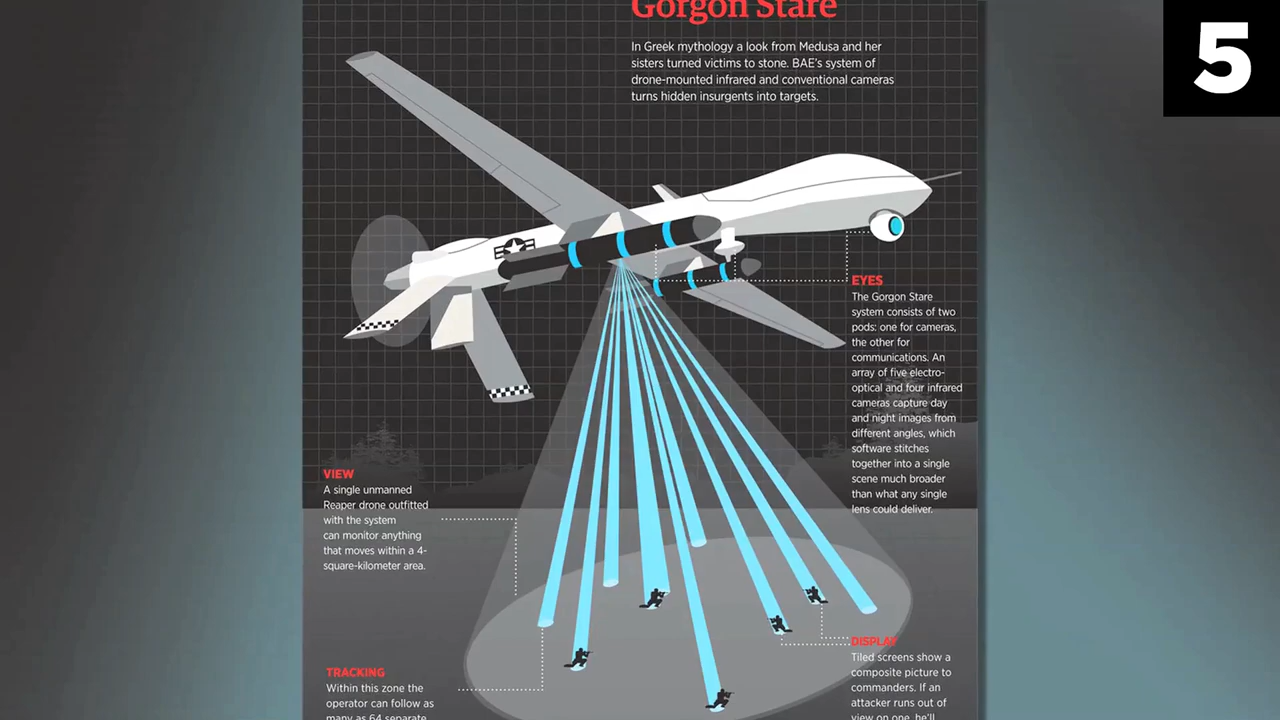 Gorgon Stare
5
In Greek mythology a look from Medusa and her
sisters turned victims to stone. BAE's system of
drone-mounted infrared and conventional cameras
turns hidden insurgents into targets.
EYES
The Gorgon Stare
system consists of two
pods: one for cameras,
the other for
communications. An
array of five electro-
optical and four infrared
cameras capture day
and night images from
different angles, which
software stitches
together into a single
scene much broader
than what any single
lens could deliver.
VIEW
A single unmanned
Reaper drone outfitted
with the system
can monitor anything
that moves within a 4-
square-kilometer area.
TRACKING
Within this zone the
operator can follow as
many as 64 separate
DISPLAY
Tiled screens show a
composite picture to
commanders. If an
attacker runs out of
view on one, he'll